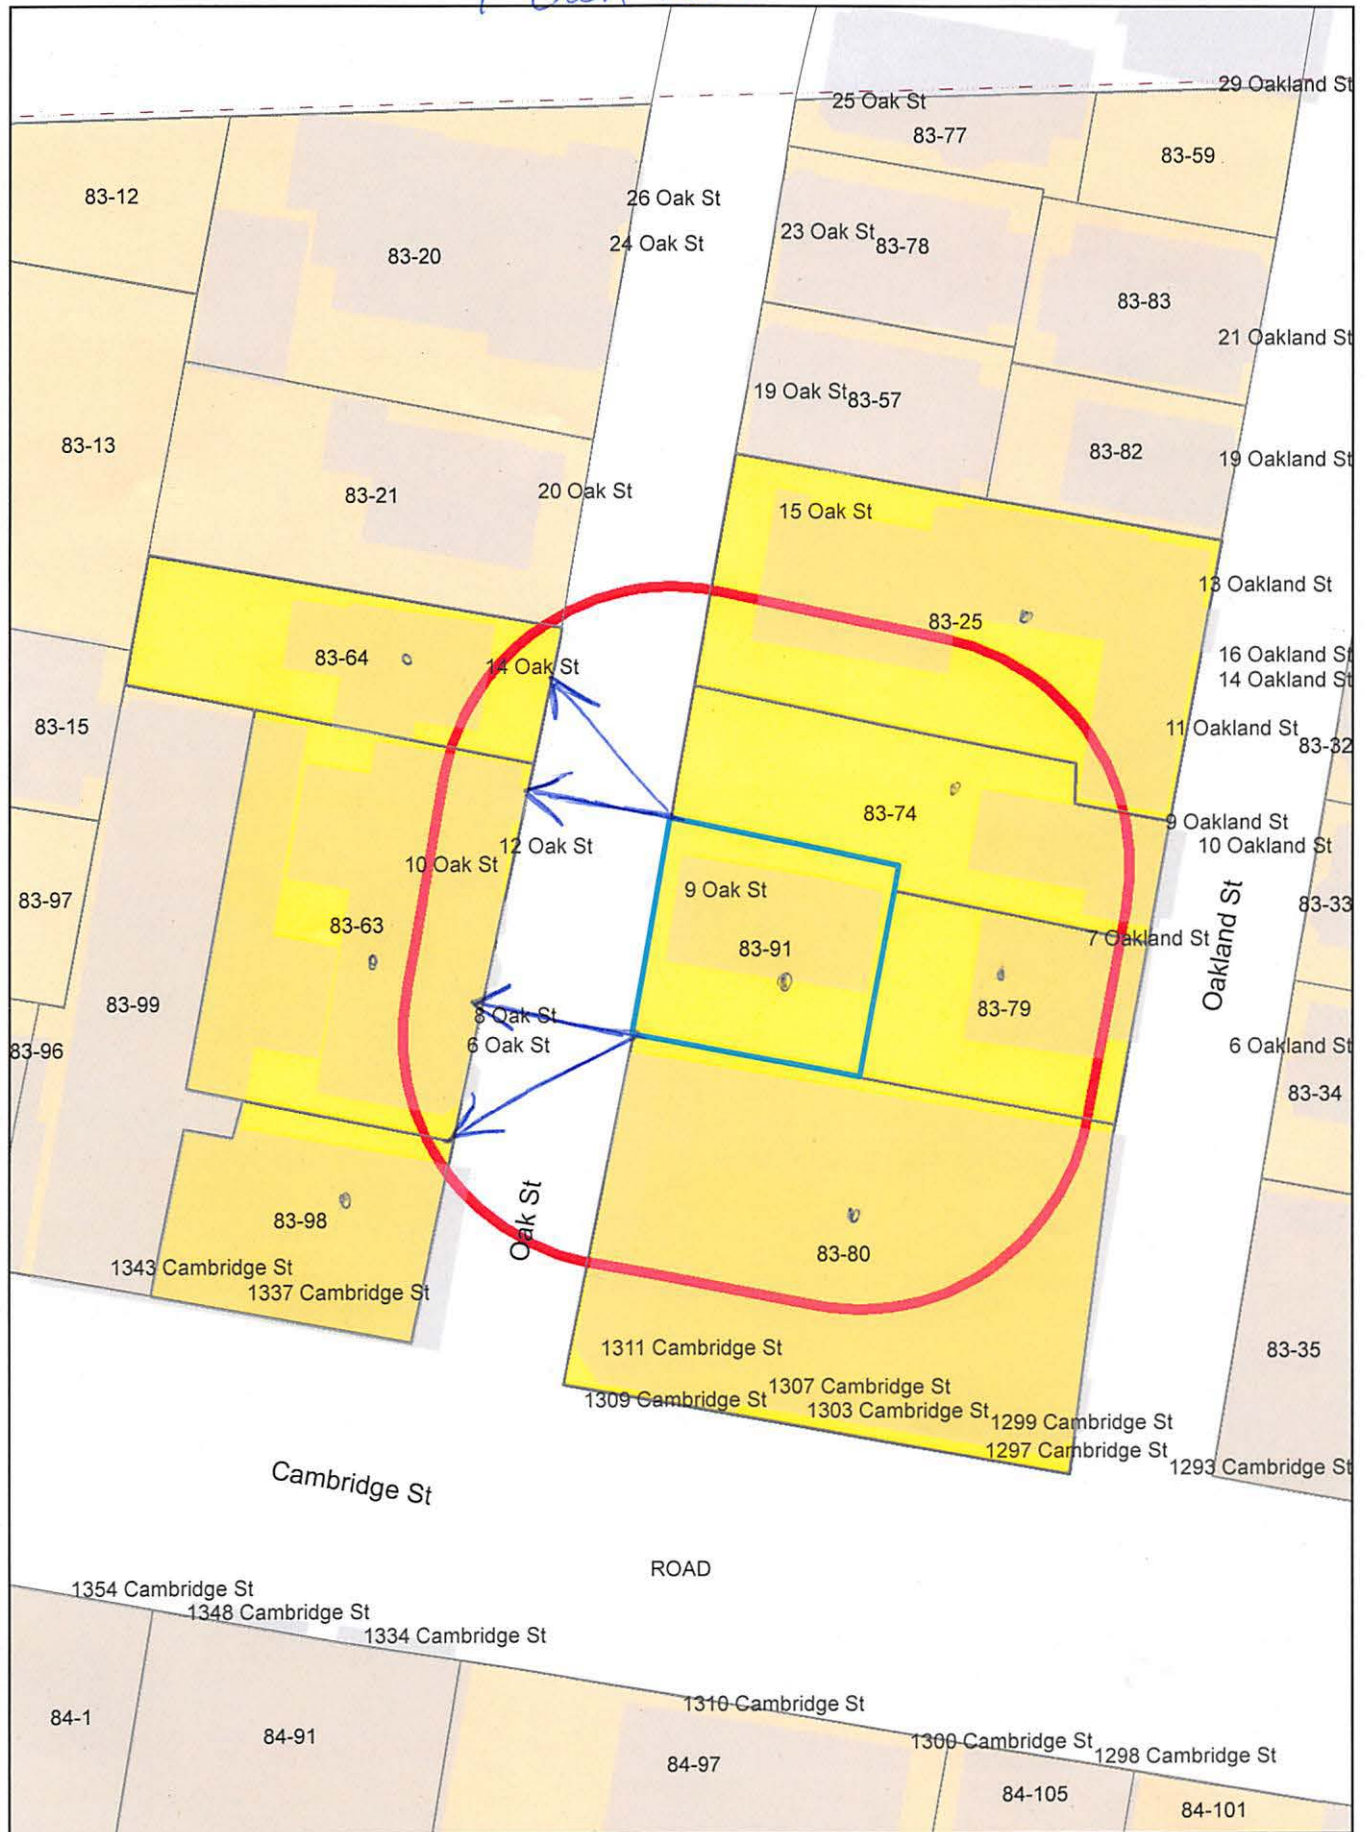 29 Oakland St
25 Oak St
83-77
83-59
83-12
26 Oak St
24 Oak St
23 Oak St
83-78
83-20
83-83
21 Oakland St
19 Oak St
83-57
83-13
83-82
19 Oakland St
83-21
20 Oak St
15 Oak St
13 Oakland St
83-25
83-64
14 Oak St
16 Oakland St
14 Oakland St
83-15
11 Oakland St
83-32
83-74
9 Oakland St
12 Oak St
10 Oakland St
10 Oak St
9 Oak St
83-97
83-33
83-63
7 Oakland St
83-91
Oakland St
83-99
83-79
8 Oak St
6 Oak St
83-96
6 Oakland St
83-34
Oak St
83-98
83-80
1343 Cambridge St
1337 Cambridge St
1311 Cambridge St
83-35
1307 Cambridge St
1309 Cambridge St
1303 Cambridge St
1299 Cambridge St
1297 Cambridge St
1293 Cambridge St
Cambridge St
ROAD
1354 Cambridge St
1348 Cambridge St
1334 Cambridge St
1310 Cambridge St
84-1
84-91
1300 Cambridge St
1298 Cambridge St
84-97
84-105
84-101